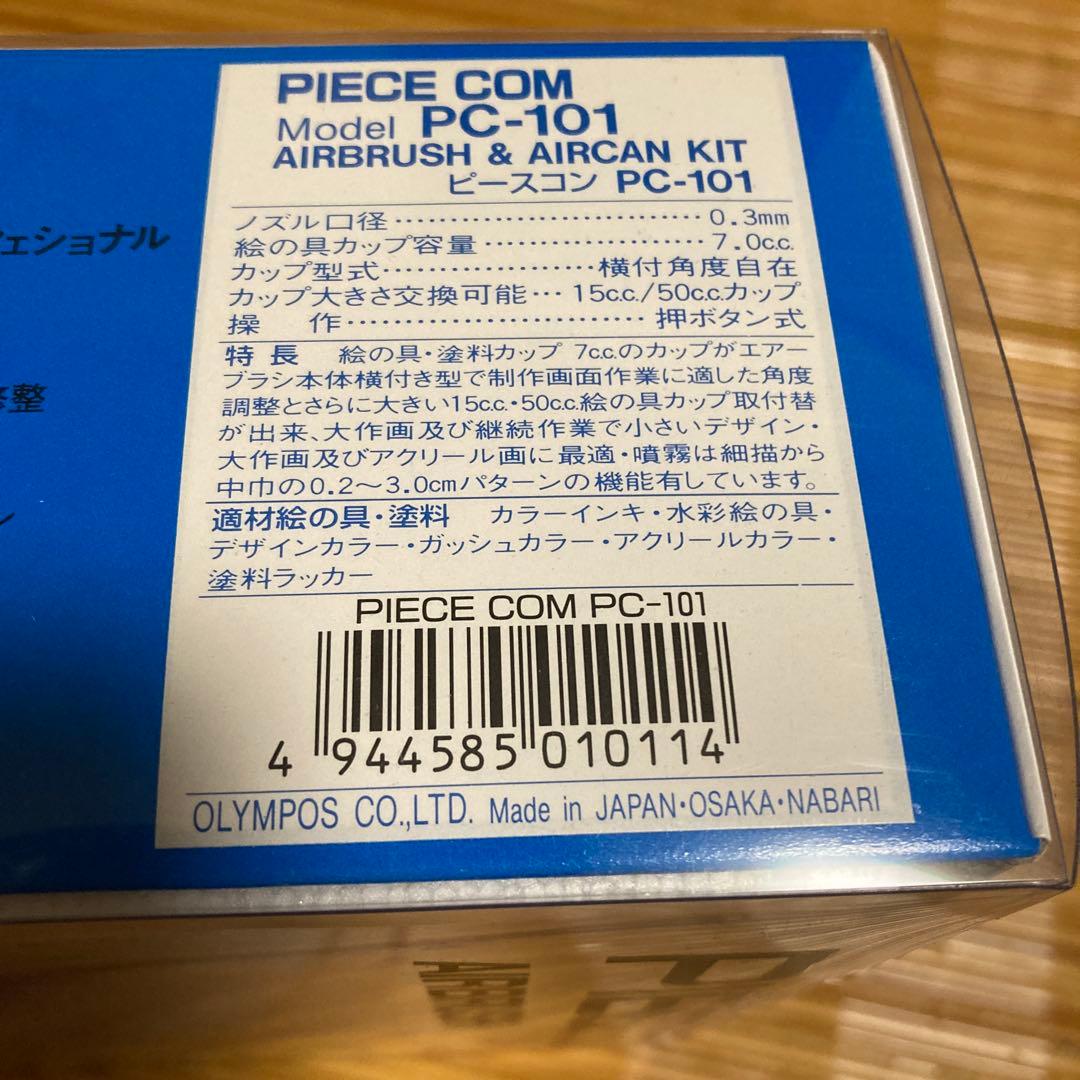 PIECE COM
Model PC-101
AIRBRUSH & AIRCAN KIT
ピースコン PC-101
ノズル口径……………………………0.3mm
絵の具カップ容量…………………7.0c.c.
カップ型式…………………横付角度自在
カップ大きさ交換可能…15c.c./50c.c.カップ
操 作……………………………押ボタン式
特長 絵の具・塗料カップ 7c.c.のカップがエアー
ブラシ本体横付き型で制作画面作業に適した角度
調整とさらに大きい15c.c.・50c.c.絵の具カップ取付替
が出来、大作画及び継続作業で小さいデザイン・
大作画及びアクリール画に最適・噴霧は細描から
中巾の0.2～3.0cmパターンの機能有しています。
適材絵の具・塗料 カラーインキ・水彩絵の具・
デザインカラー・ガッシュカラー・アクリールカラー・
塗料ラッカー
PIECE COM PC-101
4 944585 010114
OLYMPOS CO.,LTD. Made in JAPAN・OSAKA・NABARI
ェショナル
修整
ン